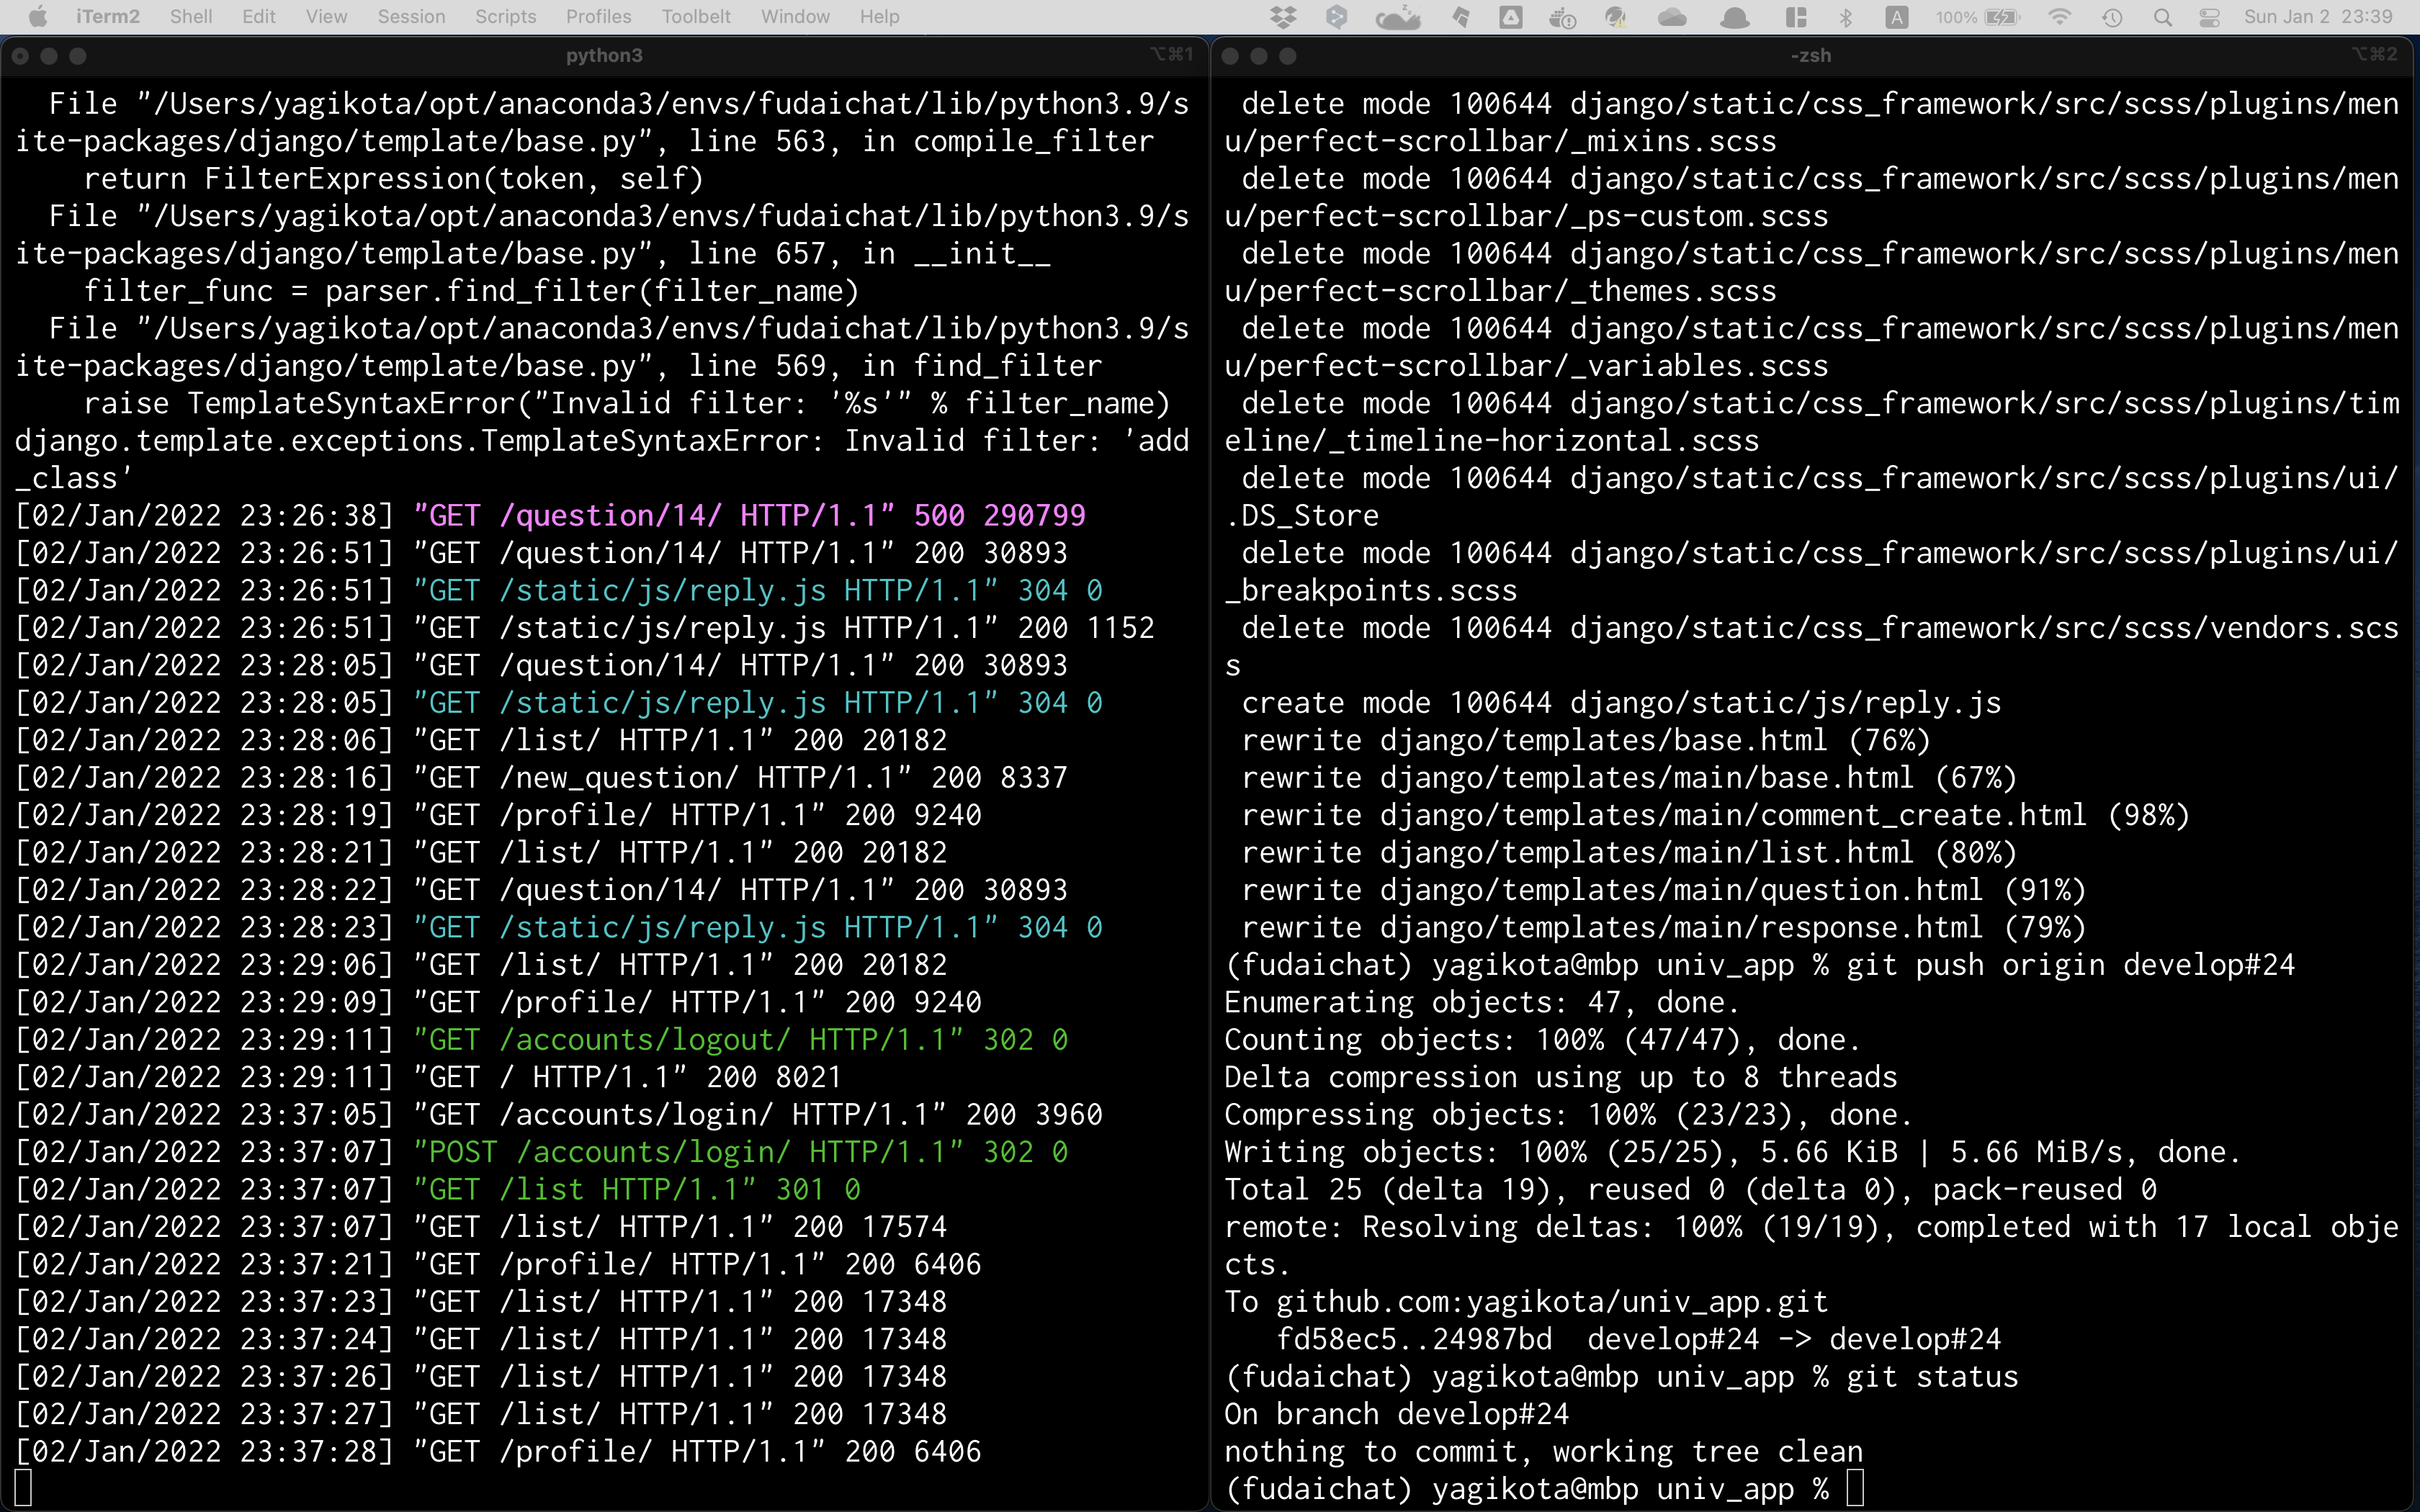 iTerm2 Shell Edit View Session Scripts Profiles Toolbelt Window Help A 100% Sun Jan 2 23:39
python3 ⌥⌘1
  File "/Users/yagikota/opt/anaconda3/envs/fudaichat/lib/python3.9/s
ite-packages/django/template/base.py", line 563, in compile_filter
    return FilterExpression(token, self)
  File "/Users/yagikota/opt/anaconda3/envs/fudaichat/lib/python3.9/s
ite-packages/django/template/base.py", line 657, in __init__
    filter_func = parser.find_filter(filter_name)
  File "/Users/yagikota/opt/anaconda3/envs/fudaichat/lib/python3.9/s
ite-packages/django/template/base.py", line 569, in find_filter
    raise TemplateSyntaxError("Invalid filter: '%s'" % filter_name)
django.template.exceptions.TemplateSyntaxError: Invalid filter: 'add
_class'
[02/Jan/2022 23:26:38] "GET /question/14/ HTTP/1.1" 500 290799
[02/Jan/2022 23:26:51] "GET /question/14/ HTTP/1.1" 200 30893
[02/Jan/2022 23:26:51] "GET /static/js/reply.js HTTP/1.1" 304 0
[02/Jan/2022 23:26:51] "GET /static/js/reply.js HTTP/1.1" 200 1152
[02/Jan/2022 23:28:05] "GET /question/14/ HTTP/1.1" 200 30893
[02/Jan/2022 23:28:05] "GET /static/js/reply.js HTTP/1.1" 304 0
[02/Jan/2022 23:28:06] "GET /list/ HTTP/1.1" 200 20182
[02/Jan/2022 23:28:16] "GET /new_question/ HTTP/1.1" 200 8337
[02/Jan/2022 23:28:19] "GET /profile/ HTTP/1.1" 200 9240
[02/Jan/2022 23:28:21] "GET /list/ HTTP/1.1" 200 20182
[02/Jan/2022 23:28:22] "GET /question/14/ HTTP/1.1" 200 30893
[02/Jan/2022 23:28:23] "GET /static/js/reply.js HTTP/1.1" 304 0
[02/Jan/2022 23:29:06] "GET /list/ HTTP/1.1" 200 20182
[02/Jan/2022 23:29:09] "GET /profile/ HTTP/1.1" 200 9240
[02/Jan/2022 23:29:11] "GET /accounts/logout/ HTTP/1.1" 302 0
[02/Jan/2022 23:29:11] "GET / HTTP/1.1" 200 8021
[02/Jan/2022 23:37:05] "GET /accounts/login/ HTTP/1.1" 200 3960
[02/Jan/2022 23:37:07] "POST /accounts/login/ HTTP/1.1" 302 0
[02/Jan/2022 23:37:07] "GET /list HTTP/1.1" 301 0
[02/Jan/2022 23:37:07] "GET /list/ HTTP/1.1" 200 17574
[02/Jan/2022 23:37:21] "GET /profile/ HTTP/1.1" 200 6406
[02/Jan/2022 23:37:23] "GET /list/ HTTP/1.1" 200 17348
[02/Jan/2022 23:37:24] "GET /list/ HTTP/1.1" 200 17348
[02/Jan/2022 23:37:26] "GET /list/ HTTP/1.1" 200 17348
[02/Jan/2022 23:37:27] "GET /list/ HTTP/1.1" 200 17348
[02/Jan/2022 23:37:28] "GET /profile/ HTTP/1.1" 200 6406
-zsh ⌥⌘2
 delete mode 100644 django/static/css_framework/src/scss/plugins/men
u/perfect-scrollbar/_mixins.scss
 delete mode 100644 django/static/css_framework/src/scss/plugins/men
u/perfect-scrollbar/_ps-custom.scss
 delete mode 100644 django/static/css_framework/src/scss/plugins/men
u/perfect-scrollbar/_themes.scss
 delete mode 100644 django/static/css_framework/src/scss/plugins/men
u/perfect-scrollbar/_variables.scss
 delete mode 100644 django/static/css_framework/src/scss/plugins/tim
eline/_timeline-horizontal.scss
 delete mode 100644 django/static/css_framework/src/scss/plugins/ui/
.DS_Store
 delete mode 100644 django/static/css_framework/src/scss/plugins/ui/
_breakpoints.scss
 delete mode 100644 django/static/css_framework/src/scss/vendors.scs
s
 create mode 100644 django/static/js/reply.js
 rewrite django/templates/base.html (76%)
 rewrite django/templates/main/base.html (67%)
 rewrite django/templates/main/comment_create.html (98%)
 rewrite django/templates/main/list.html (80%)
 rewrite django/templates/main/question.html (91%)
 rewrite django/templates/main/response.html (79%)
(fudaichat) yagikota@mbp univ_app % git push origin develop#24
Enumerating objects: 47, done.
Counting objects: 100% (47/47), done.
Delta compression using up to 8 threads
Compressing objects: 100% (23/23), done.
Writing objects: 100% (25/25), 5.66 KiB | 5.66 MiB/s, done.
Total 25 (delta 19), reused 0 (delta 0), pack-reused 0
remote: Resolving deltas: 100% (19/19), completed with 17 local obje
cts.
To github.com:yagikota/univ_app.git
   fd58ec5..24987bd  develop#24 -> develop#24
(fudaichat) yagikota@mbp univ_app % git status
On branch develop#24
nothing to commit, working tree clean
(fudaichat) yagikota@mbp univ_app %